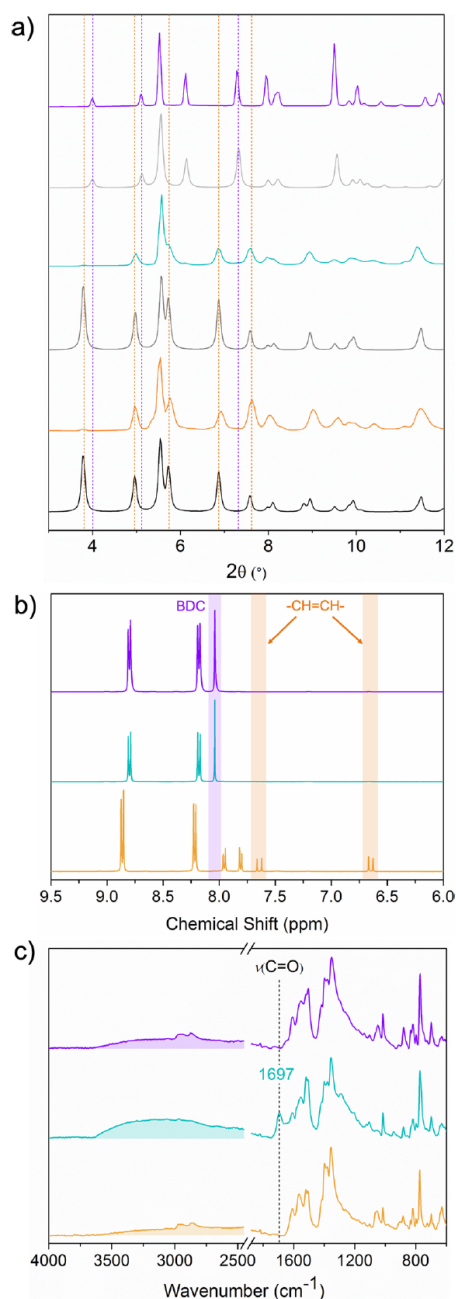 a)
4 6 8 10 12
2θ (°)
b)
BDC -CH=CH-
9.5 9.0 8.5 8.0 7.5 7.0 6.5 6.0
Chemical Shift (ppm)
c)
ν(C=O)
1697
4000 3500 3000 2500 1600 1200 800
Wavenumber (cm⁻¹)